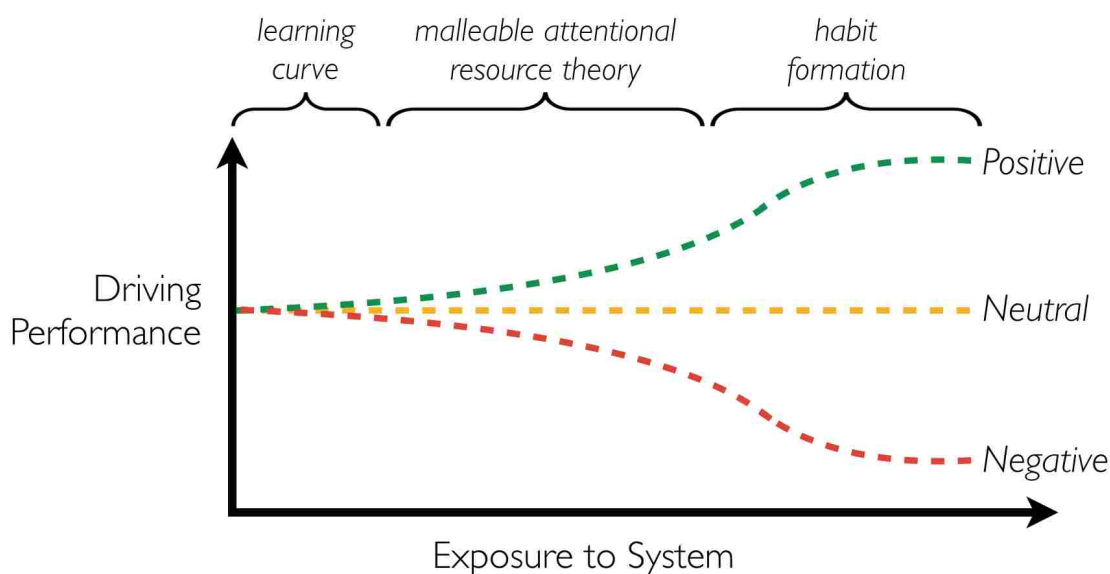 learning
curve
malleable attentional
resource theory
habit
formation
Positive
Driving
Performance
Neutral
Negative
Exposure to System